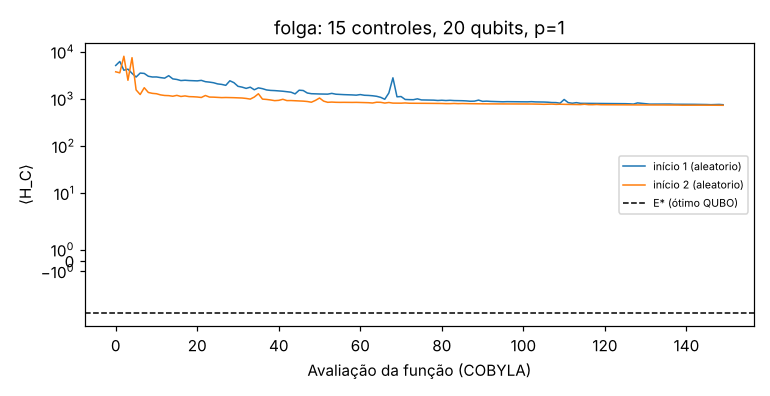 folga: 15 controles, 20 qubits, p=1
⟨H_C⟩
10⁴
10³
10²
10¹
10⁰
0
−10⁰
início 1 (aleatorio)
início 2 (aleatorio)
E* (ótimo QUBO)
0 20 40 60 80 100 120 140
Avaliação da função (COBYLA)